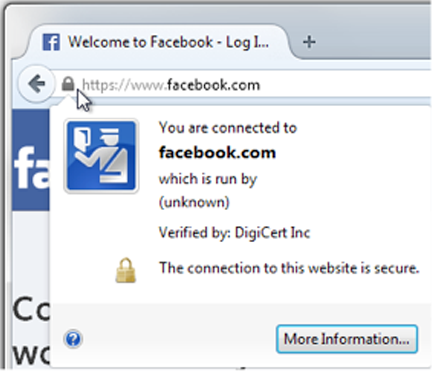 Welcome to Facebook - Log I...
https://www.facebook.com
fa
You are connected to
facebook.com
which is run by
(unknown)
Verified by: DigiCert Inc
The connection to this website is secure.
Co
wo
More Information...